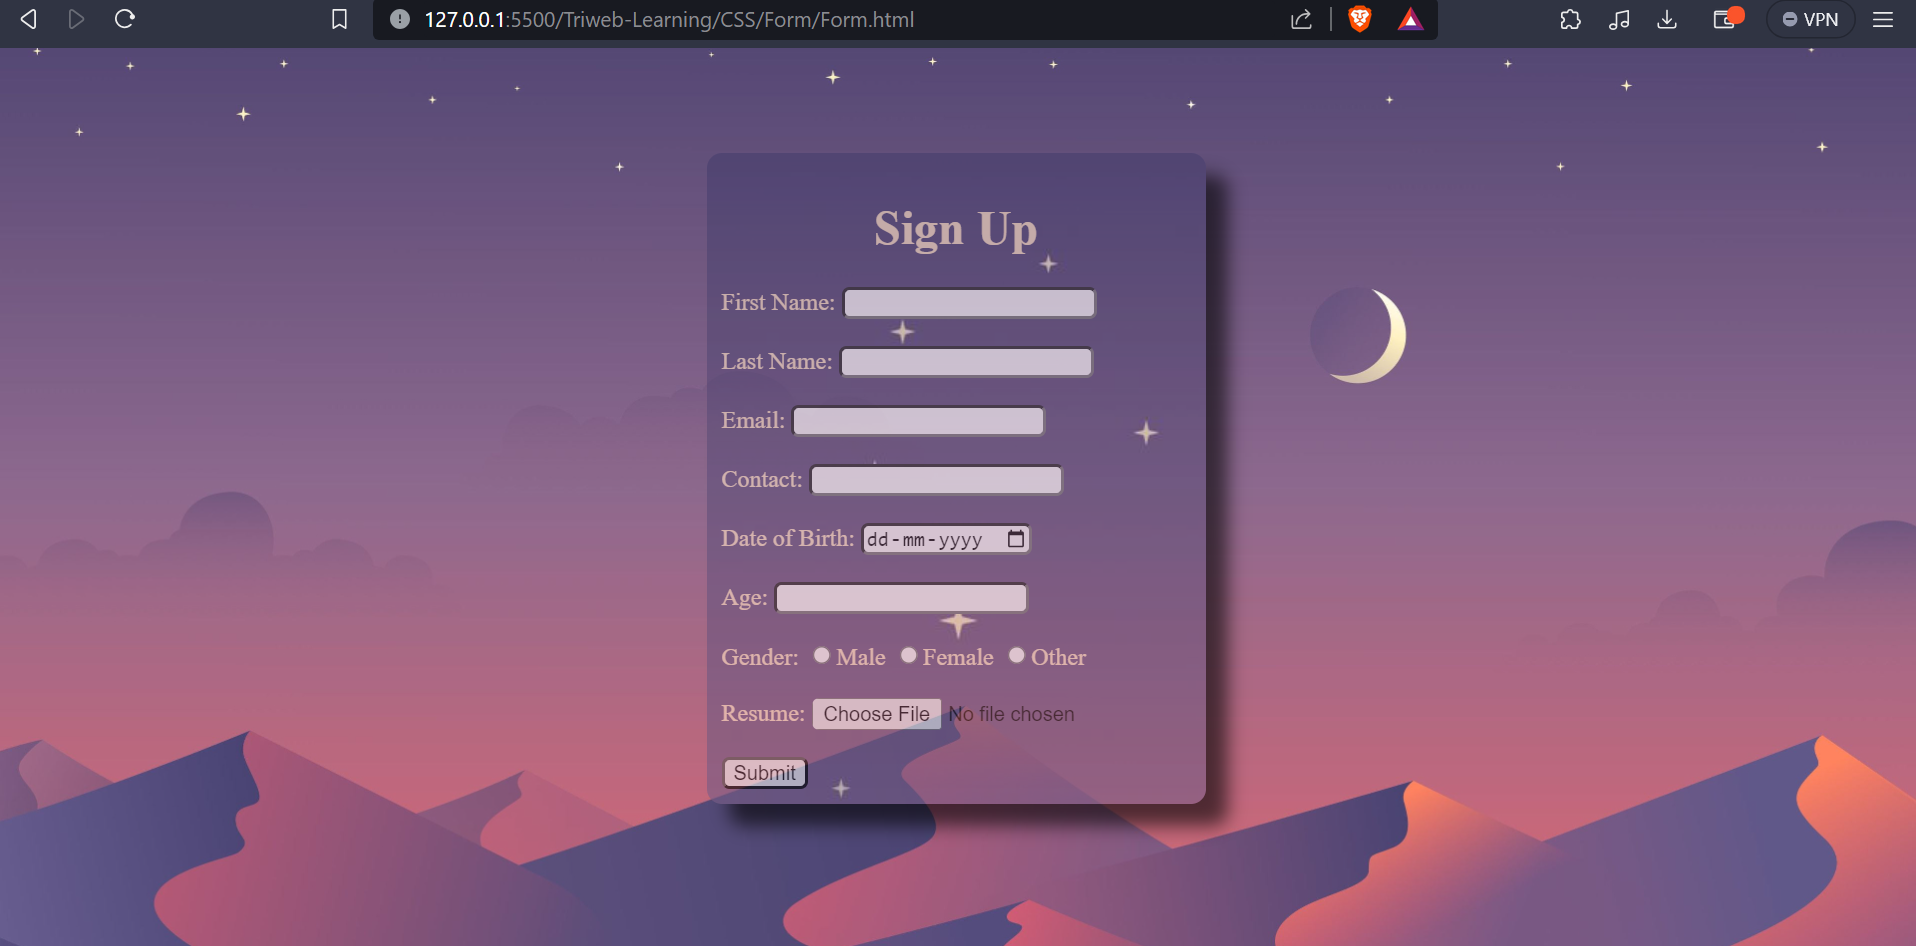 127.0.0.1:5500/Triweb-Learning/CSS/Form/Form.html
VPN
Sign Up
First Name:
Last Name:
Email:
Contact:
Date of Birth: dd-mm-yyyy
Age:
Gender: Male Female Other
Resume: Choose File No file chosen
Submit